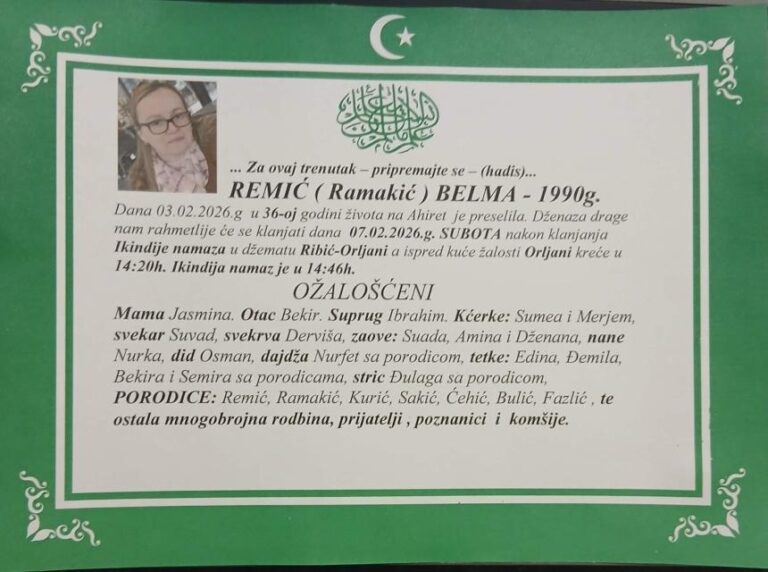 ... Za ovaj trenutak – pripremajte se – (hadis)...
REMIĆ ( Ramakić ) BELMA - 1990g.
Dana 03.02.2026.g u 36-oj godini života na Ahiret je preselila. Dženaza drage
nam rahmetlije će se klanjati dana 07.02.2026.g. SUBOTA nakon klanjanja
Ikindije namaza u džematu Ribić-Orljani a ispred kuće žalosti Orljani kreće u
14:20h. Ikindija namaz je u 14:46h.
OŽALOŠĆENI
Mama Jasmina. Otac Bekir. Suprug Ibrahim. Kćerke: Sumea i Merjem,
svekar Suvad, svekrva Derviša, zaove: Suada, Amina i Dženana, nane
Nurka, did Osman, dajdža Nurfet sa porodicom, tetke: Edina, Đemila,
Bekira i Semira sa porodicama, stric Đulaga sa porodicom,
PORODICE: Remić, Ramakić, Kurić, Sakić, Ćehić, Bulić, Fazlić , te
ostala mnogobrojna rodbina, prijatelji , poznanici i komšije.